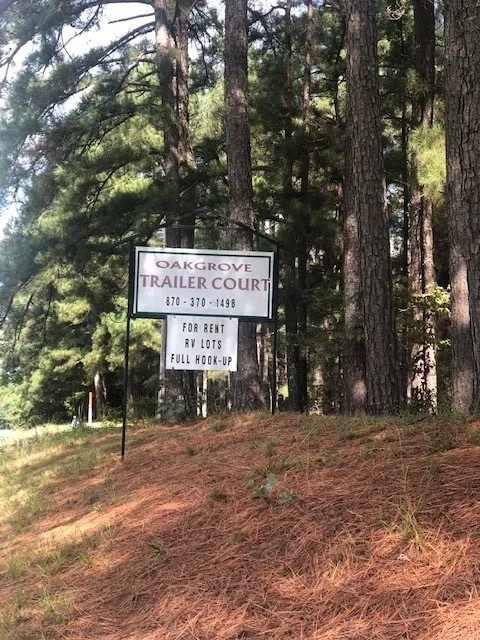 OAKGROVE
TRAILER COURT
870-370-1498
FOR RENT
RV LOTS
FULL HOOK-UP